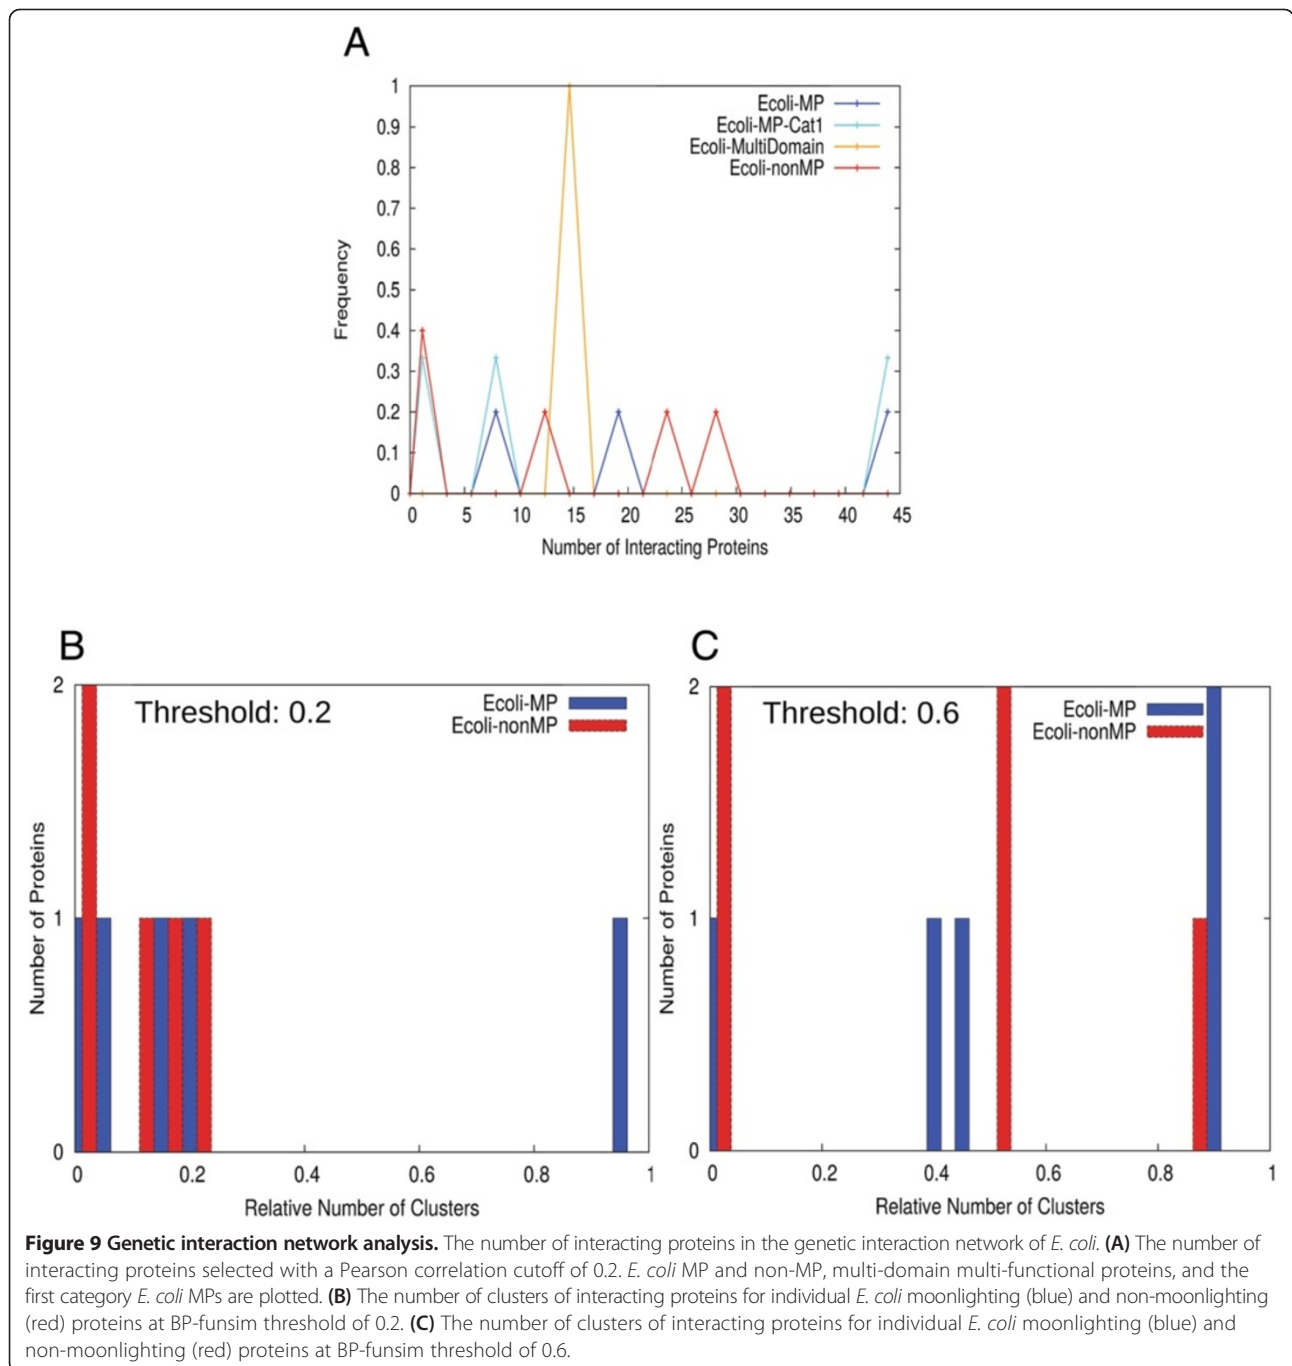 A
1
0.9
0.8
0.7
0.6
0.5
0.4
0.3
0.2
0.1
0
Frequency
Ecoli-MP
Ecoli-MP-Cat1
Ecoli-MultiDomain
Ecoli-nonMP
0 5 10 15 20 25 30 35 40 45
Number of Interacting Proteins
B
2
1
0
Number of Proteins
Threshold: 0.2
Ecoli-MP
Ecoli-nonMP
0 0.2 0.4 0.6 0.8 1
Relative Number of Clusters
C
2
1
0
Number of Proteins
Threshold: 0.6
Ecoli-MP
Ecoli-nonMP
0 0.2 0.4 0.6 0.8 1
Relative Number of Clusters
Figure 9 Genetic interaction network analysis. The number of interacting proteins in the genetic interaction network of E. coli. (A) The number of
interacting proteins selected with a Pearson correlation cutoff of 0.2. E. coli MP and non-MP, multi-domain multi-functional proteins, and the
first category E. coli MPs are plotted. (B) The number of clusters of interacting proteins for individual E. coli moonlighting (blue) and non-moonlighting
(red) proteins at BP-funsim threshold of 0.2. (C) The number of clusters of interacting proteins for individual E. coli moonlighting (blue) and
non-moonlighting (red) proteins at BP-funsim threshold of 0.6.